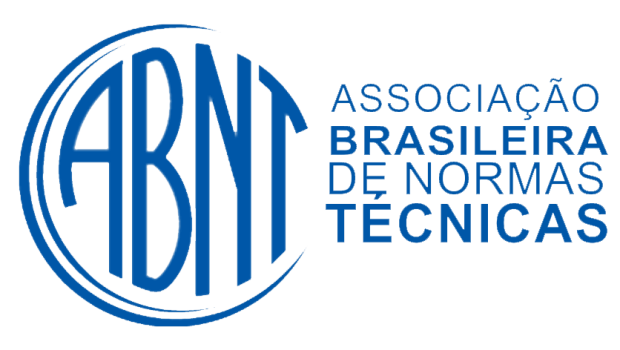 ABNT
ASSOCIAÇÃO
BRASILEIRA
DE NORMAS
TÉCNICAS